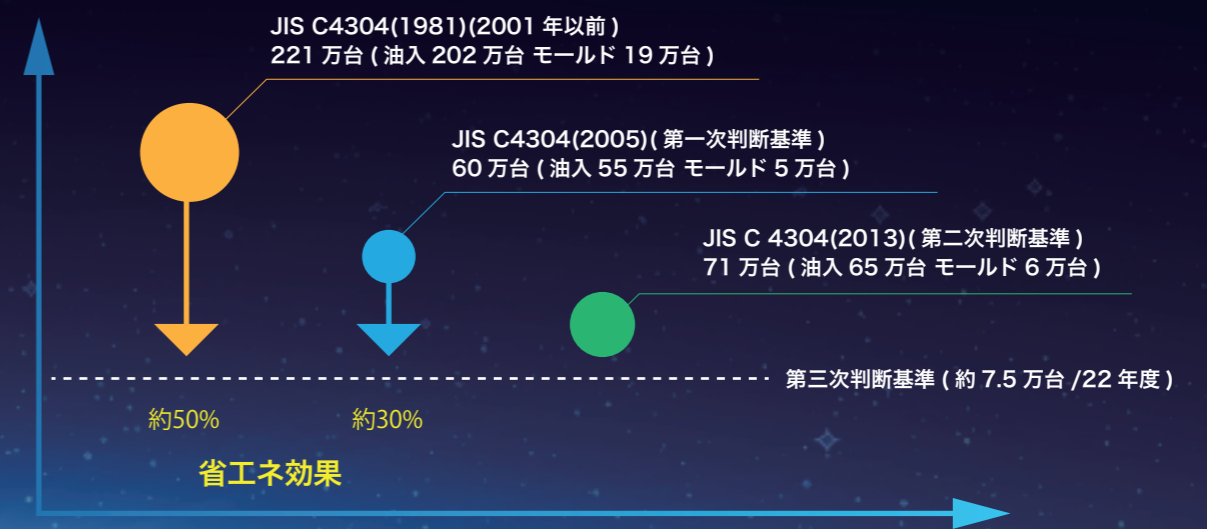 JIS C4304(1981)(2001 年以前 )
221 万台 ( 油入 202 万台 モールド 19 万台 )
JIS C4304(2005)( 第一次判断基準 )
60 万台 ( 油入 55 万台 モールド 5 万台 )
JIS C 4304(2013)( 第二次判断基準 )
71 万台 ( 油入 65 万台 モールド 6 万台 )
第三次判断基準 ( 約 7.5 万台 /22 年度 )
約50%
約30%
省エネ効果